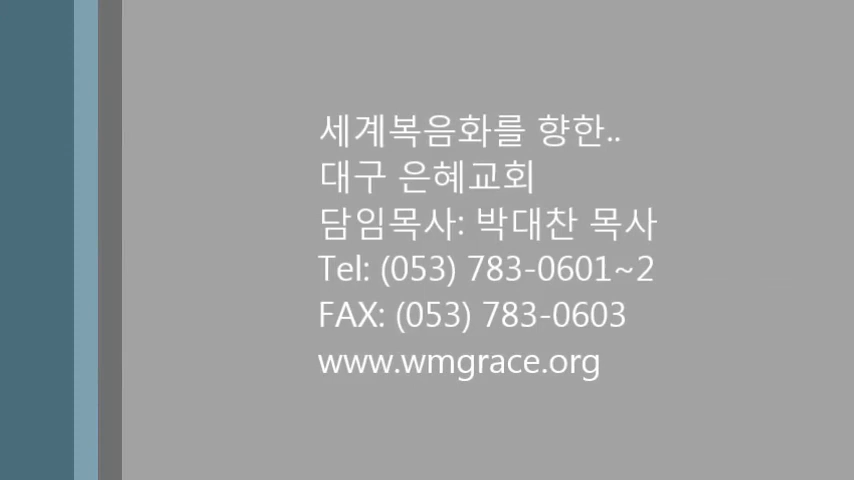 세계복음화를 향한..
대구 은혜교회
담임목사: 박대찬 목사
Tel: (053) 783-0601~2
FAX: (053) 783-0603
www.wmgrace.org